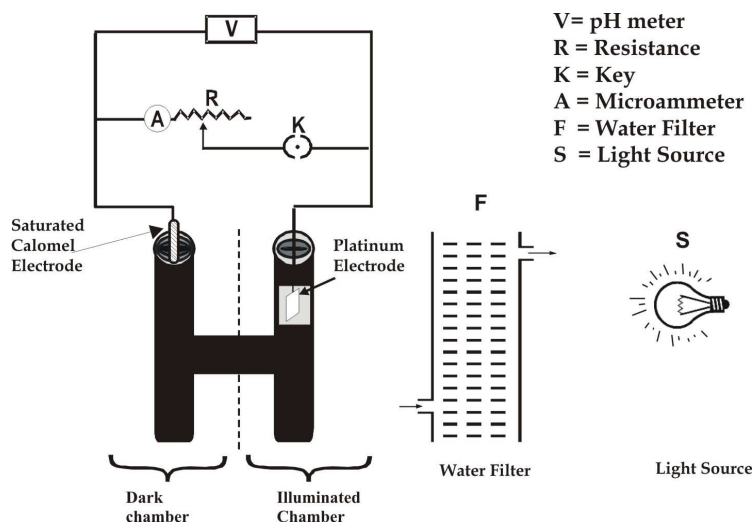 V
V= pH meter
R = Resistance
K = Key
A = Microammeter
F = Water Filter
S = Light Source
R
A
K
F
S
Saturated
Calomel
Electrode
Platinum
Electrode
Water Filter
Light Source
Dark
chamber
Illuminated
Chamber